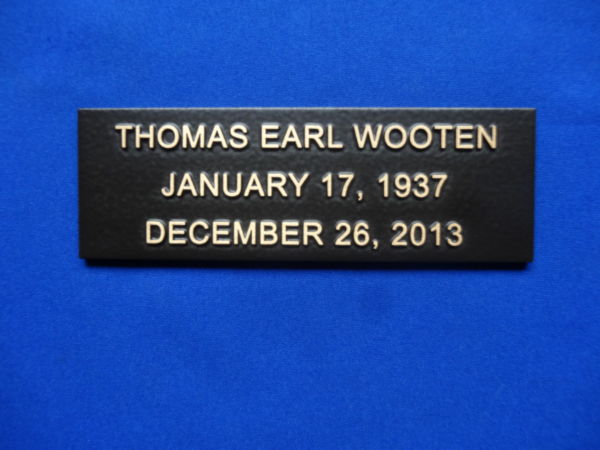 THOMAS EARL WOOTEN
JANUARY 17, 1937
DECEMBER 26, 2013